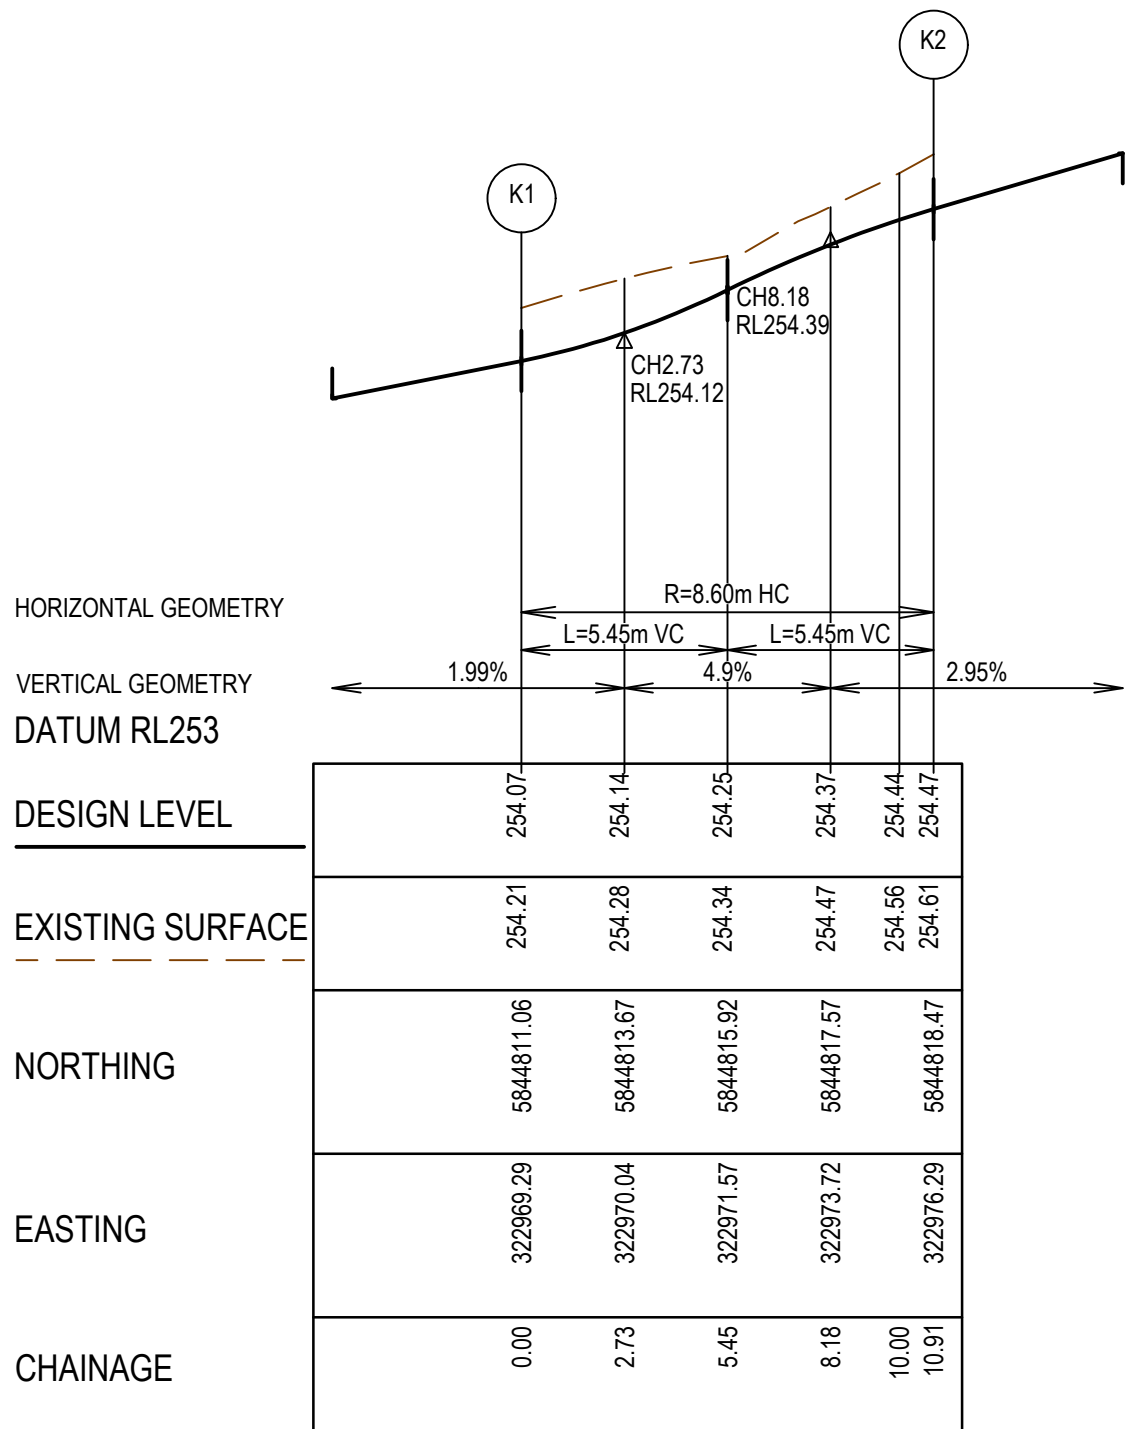 K2
K1
CH8.18
RL254.39
CH2.73
RL254.12
HORIZONTAL GEOMETRY
R=8.60m HC
L=5.45m VC
L=5.45m VC
VERTICAL GEOMETRY
1.99%
4.9%
2.95%
DATUM RL253
DESIGN LEVEL
254.07
254.14
254.25
254.37
254.44
254.47
EXISTING SURFACE
254.21
254.28
254.34
254.47
254.56
254.61
NORTHING
5844811.06
5844813.67
5844815.92
5844817.57
5844818.47
EASTING
322969.29
322970.04
322971.57
322973.72
322976.29
CHAINAGE
0.00
2.73
5.45
8.18
10.00
10.91